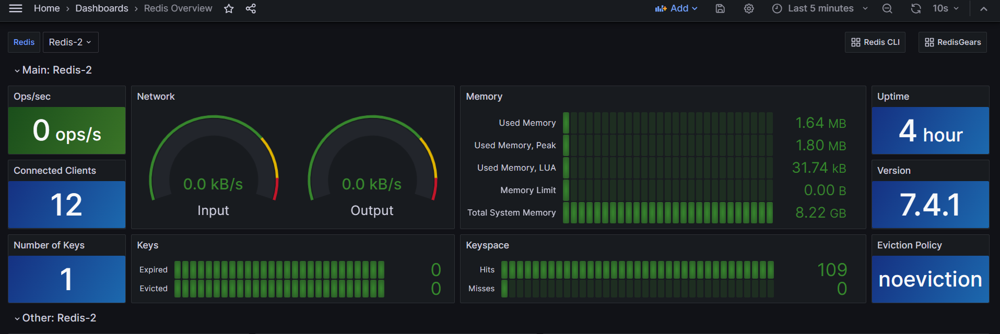 Home › Dashboards › Redis Overview
Add
Last 5 minutes
10s
Redis
Redis-2
Redis CLI
RedisGears
Main: Redis-2
Ops/sec
0 ops/s
Connected Clients
12
Number of Keys
1
Network
0.0 kB/s
Input
0.0 kB/s
Output
Keys
Expired 0
Evicted 0
Memory
Used Memory 1.64 MB
Used Memory, Peak 1.80 MB
Used Memory, LUA 31.74 kB
Memory Limit 0.00 B
Total System Memory 8.22 GB
Keyspace
Hits 109
Misses 0
Uptime
4 hour
Version
7.4.1
Eviction Policy
noeviction
Other: Redis-2